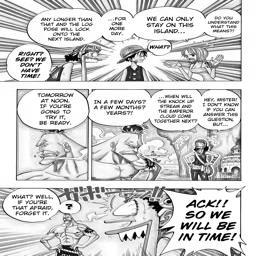 ANY LONGER THAN
THAT AND THE LOG
POSE WILL LOCK
ONTO THE
NEXT ISLAND.
...FOR
ONE
MORE
DAY.
WE CAN ONLY
STAY ON THIS
ISLAND...
DO YOU
UNDERSTAND
WHAT THIS
MEANS?!
WHAT?
RIGHT,
SEE? WE
DON'T
HAVE
TIME!
TOMORROW
AT NOON.
IF YOU'RE
GOING TO
TRY IT,
BE READY.
IN A FEW DAYS?
A FEW MONTHS?
YEARS?!
...WHEN WILL
THE KNOCK UP
STREAM AND
THE EMPEROR
CLOUD COME
TOGETHER NEXT?
HEY, MISTER! I
DON'T KNOW IF
YOU CAN
ANSWER THIS
QUESTION,
BUT...
WHAT? WELL,
IF YOU'RE
THAT AFRAID,
FORGET IT.
?
ACK!!
SO WE
WILL BE
IN TIME!